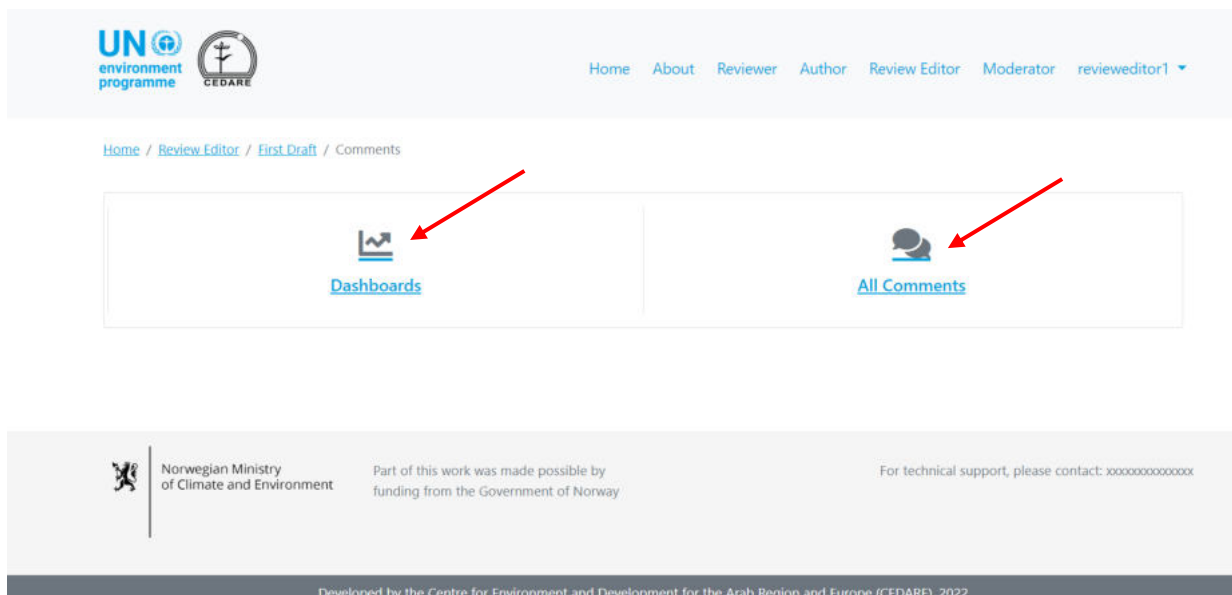 UN
environment
programme
CEDARE
Home About Reviewer Author Review Editor Moderator revieweditor1
Home / Review Editor / First Draft / Comments
Dashboards
All Comments
Norwegian Ministry
of Climate and Environment
Part of this work was made possible by
funding from the Government of Norway
For technical support, please contact: xxxxxxxxxxxxxx
Developed by the Centre for Environment and Development for the Arab Region and Europe (CEDARE), 2022